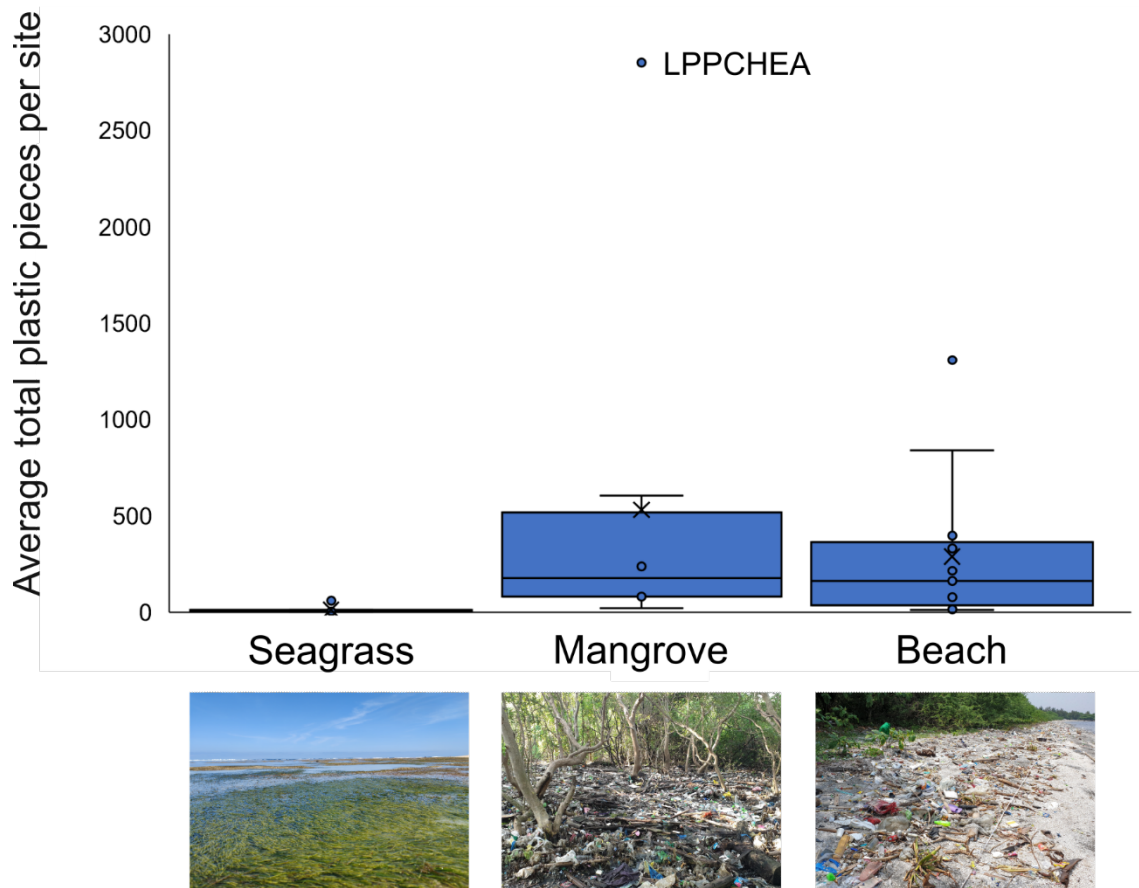 Average total plastic pieces per site
3000
2500
2000
1500
1000
500
0
LPPCHEA
Seagrass
Mangrove
Beach